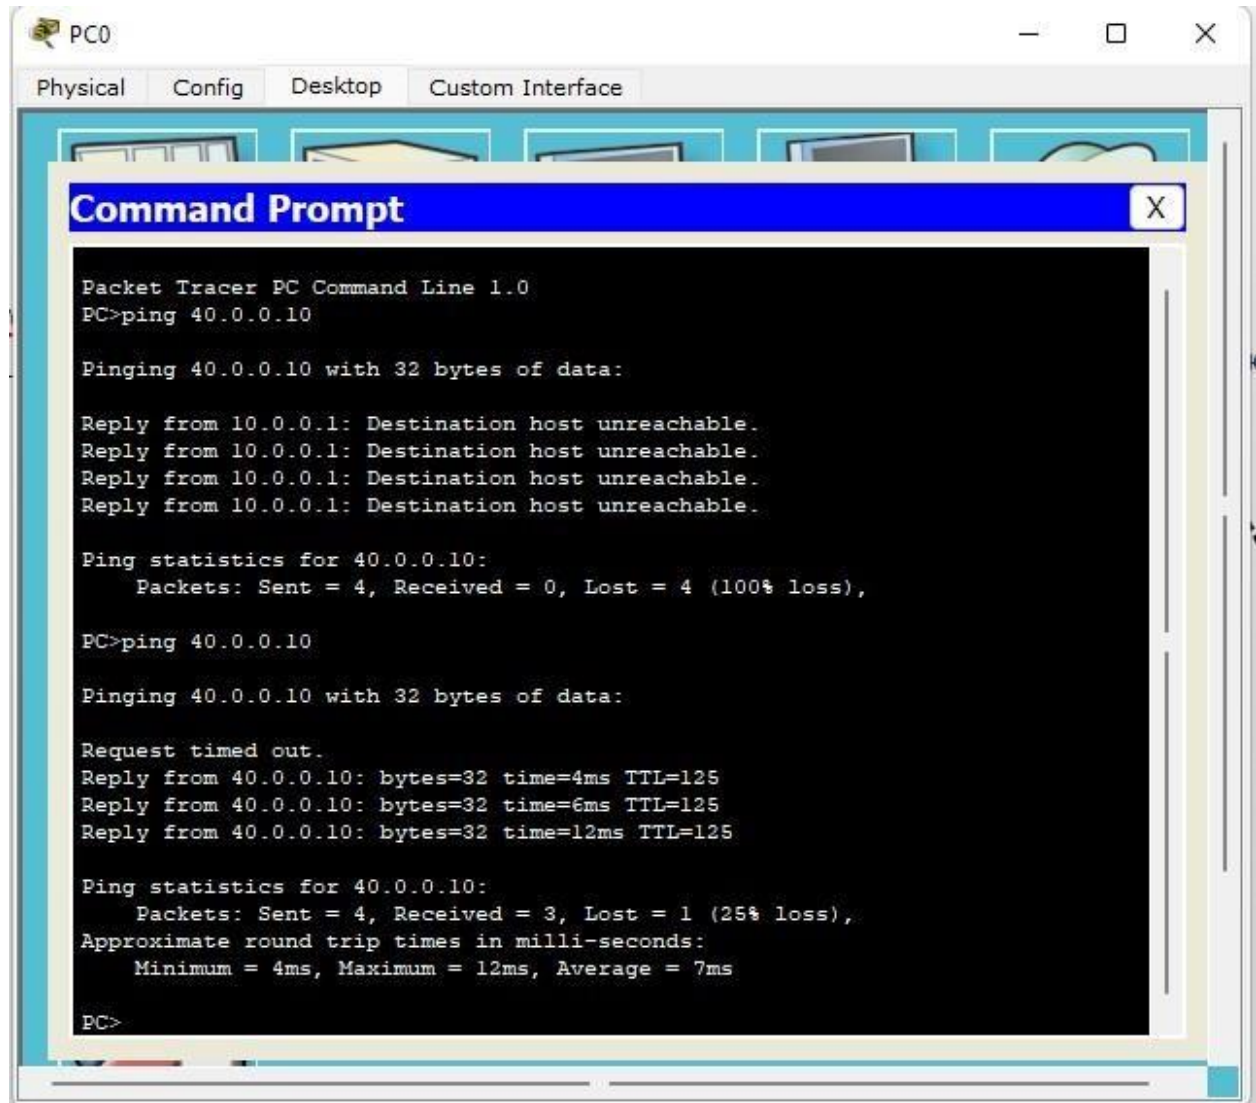 PC0
Physical Config Desktop Custom Interface
Command Prompt X
Packet Tracer PC Command Line 1.0
PC>ping 40.0.0.10
Pinging 40.0.0.10 with 32 bytes of data:
Reply from 10.0.0.1: Destination host unreachable.
Reply from 10.0.0.1: Destination host unreachable.
Reply from 10.0.0.1: Destination host unreachable.
Reply from 10.0.0.1: Destination host unreachable.
Ping statistics for 40.0.0.10:
Packets: Sent = 4, Received = 0, Lost = 4 (100% loss),
PC>ping 40.0.0.10
Pinging 40.0.0.10 with 32 bytes of data:
Request timed out.
Reply from 40.0.0.10: bytes=32 time=4ms TTL=125
Reply from 40.0.0.10: bytes=32 time=6ms TTL=125
Reply from 40.0.0.10: bytes=32 time=12ms TTL=125
Ping statistics for 40.0.0.10:
Packets: Sent = 4, Received = 3, Lost = 1 (25% loss),
Approximate round trip times in milli-seconds:
Minimum = 4ms, Maximum = 12ms, Average = 7ms
PC>